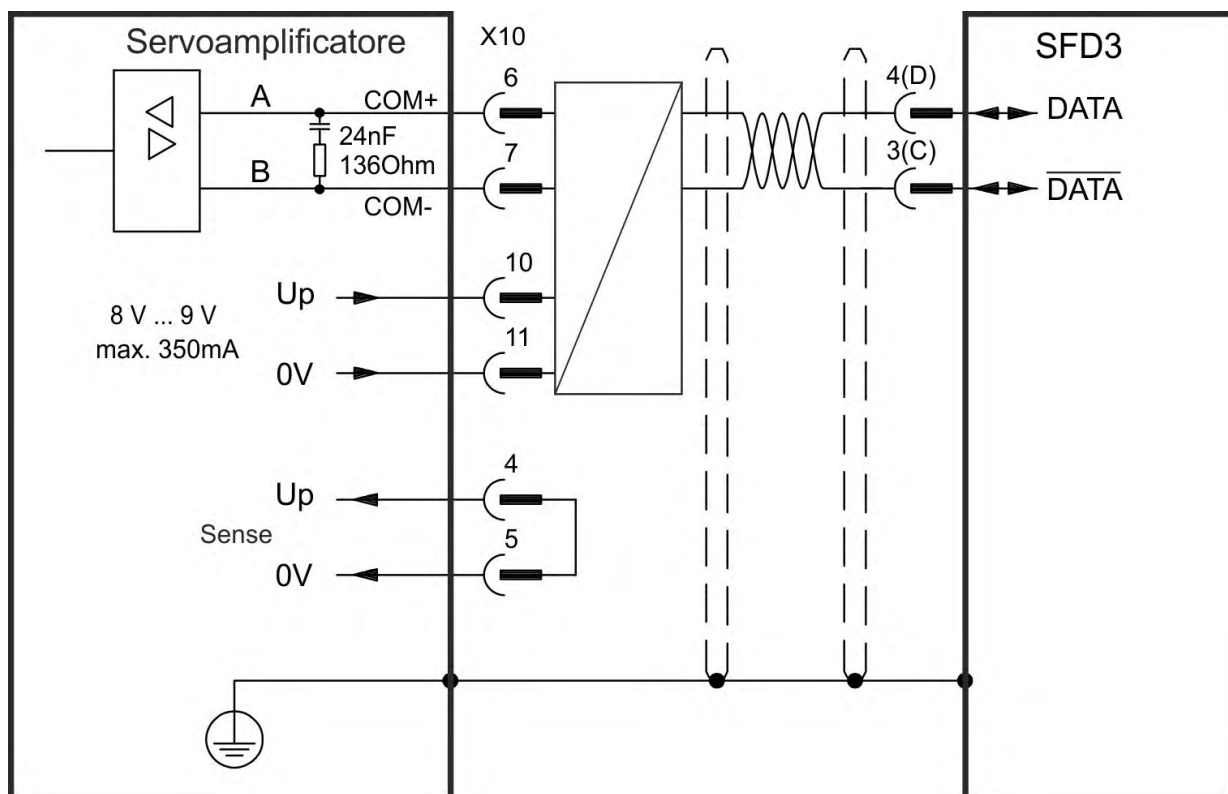 Servoamplificatore
X10
SFD3
6
4(D)
A
COM+
DATA
24nF
136Ohm
7
3(C)
B
COM-
DATA
10
Up
8 V ... 9 V
max. 350mA
11
0V
4
Up
Sense
5
0V